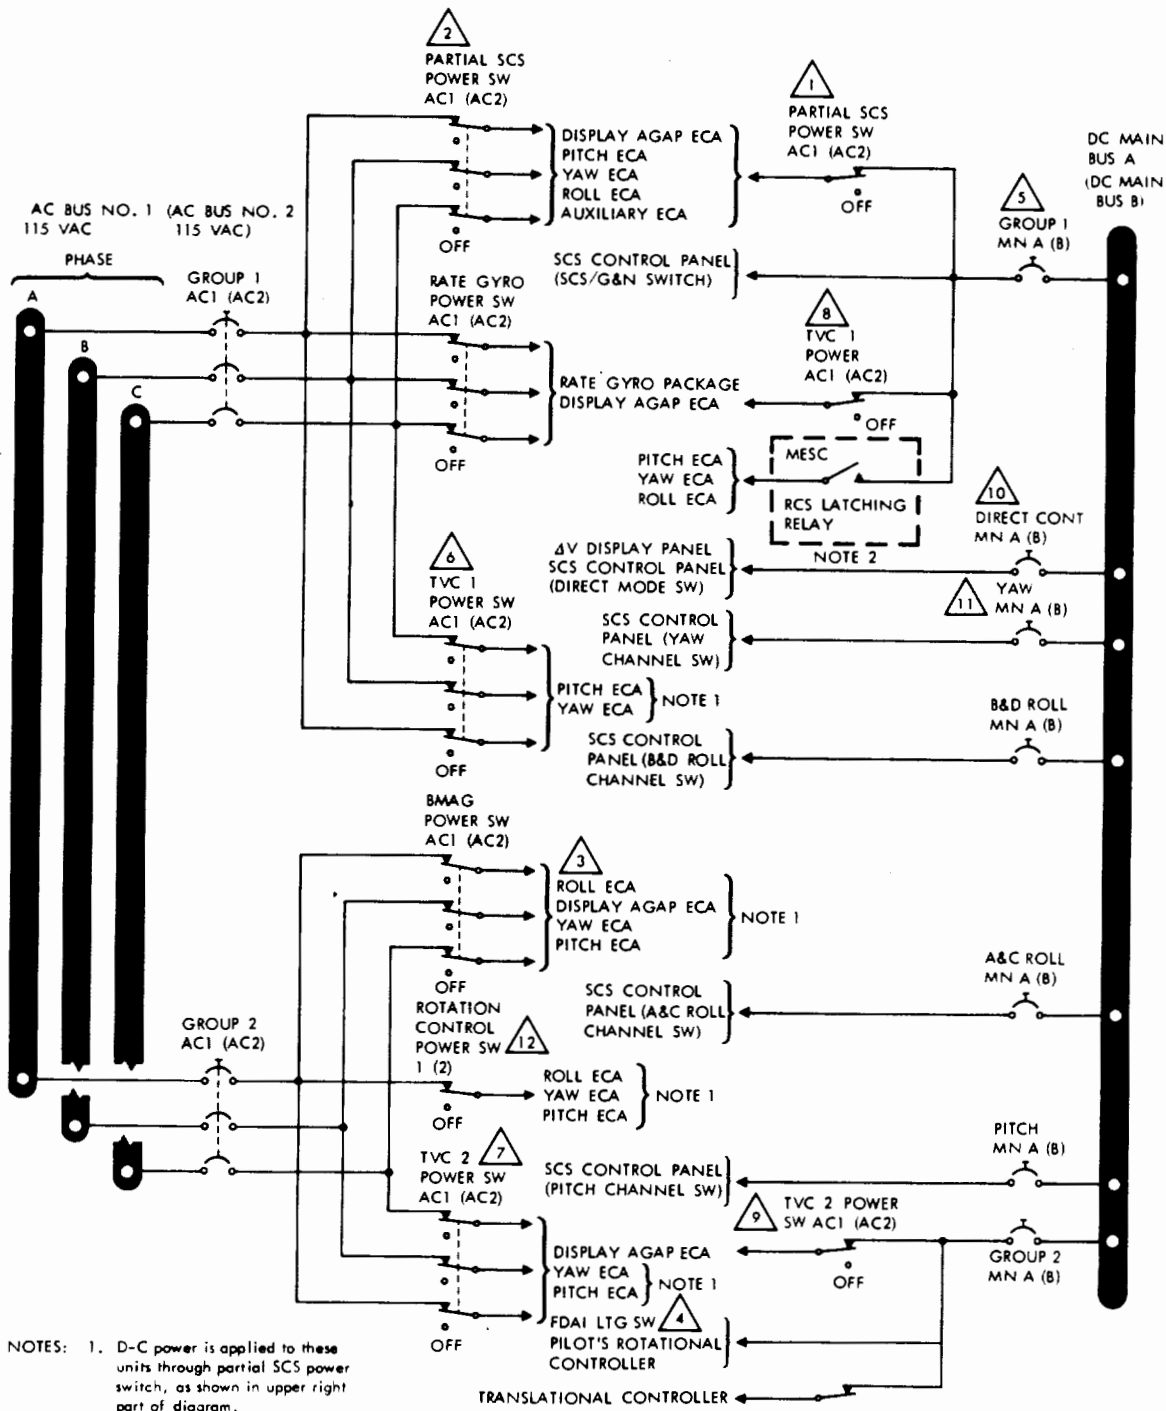 2
PARTIAL SCS
POWER SW
AC1 (AC2)
1
PARTIAL SCS
POWER SW
AC1 (AC2)
OFF
DISPLAY AGAP ECA
PITCH ECA
YAW ECA
ROLL ECA
AUXILIARY ECA
OFF
DC MAIN
BUS A
(DC MAIN
BUS B)
5
GROUP 1
MN A (B)
AC BUS NO. 1 (AC BUS NO. 2
115 VAC 115 VAC)
PHASE
A
B
C
GROUP 1
AC1 (AC2)
SCS CONTROL PANEL
(SCS/G&N SWITCH)
RATE GYRO
POWER SW
AC1 (AC2)
OFF
8
TVC 1
POWER
AC1 (AC2)
OFF
RATE GYRO PACKAGE
DISPLAY AGAP ECA
PITCH ECA
YAW ECA
ROLL ECA
MESC
RCS LATCHING
RELAY
NOTE 2
10
DIRECT CONT
MN A (B)
ΔV DISPLAY PANEL
SCS CONTROL PANEL
(DIRECT MODE SW)
6
TVC 1
POWER SW
AC1 (AC2)
OFF
11
YAW
MN A (B)
SCS CONTROL
PANEL (YAW
CHANNEL SW)
PITCH ECA
YAW ECA
NOTE 1
B&D ROLL
MN A (B)
SCS CONTROL
PANEL (B&D ROLL
CHANNEL SW)
BMAG
POWER SW
AC1 (AC2)
OFF
3
ROLL ECA
DISPLAY AGAP ECA
YAW ECA
PITCH ECA
NOTE 1
A&C ROLL
MN A (B)
SCS CONTROL
PANEL (A&C ROLL
CHANNEL SW)
GROUP 2
AC1 (AC2)
ROTATION
CONTROL
POWER SW
1 (2)
12
OFF
ROLL ECA
YAW ECA
PITCH ECA
NOTE 1
PITCH
MN A (B)
SCS CONTROL PANEL
(PITCH CHANNEL SW)
TVC 2
POWER SW
AC1 (AC2)
7
OFF
9
TVC 2 POWER
SW AC1 (AC2)
OFF
GROUP 2
MN A (B)
DISPLAY AGAP ECA
YAW ECA
PITCH ECA
NOTE 1
FDAI LTG SW
4
PILOT'S ROTATIONAL
CONTROLLER
TRANSLATIONAL CONTROLLER
NOTES: 1. D-C power is applied to these
units through partial SCS power
switch, as shown in upper right
part of diagram.